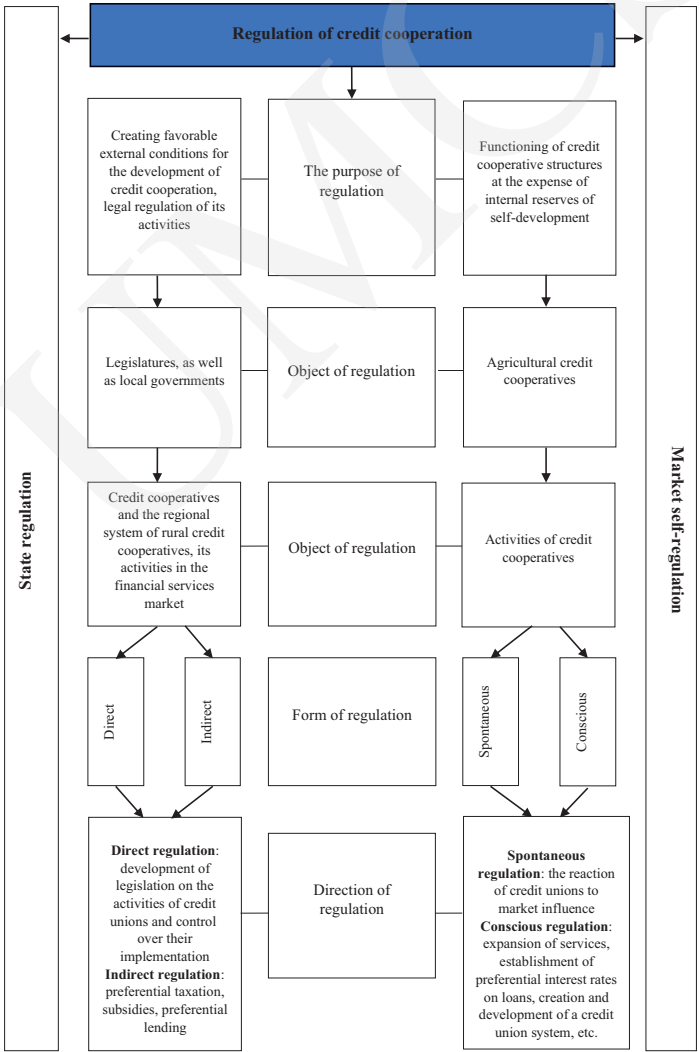 Regulation of credit cooperation
State regulation
Market self-regulation
Creating favorable
external conditions for
the development of
credit cooperation,
legal regulation of its
activities
The purpose of
regulation
Functioning of credit
cooperative structures
at the expense of
internal reserves of
self-development
Legislatures, as well
as local governments
Object of regulation
Agricultural credit
cooperatives
Credit cooperatives
and the regional
system of rural credit
cooperatives, its
activities in the
financial services
market
Object of regulation
Activities of credit
cooperatives
Direct
Indirect
Form of regulation
Spontaneous
Conscious
Direct regulation:
development of
legislation on the
activities of credit
unions and control
over their
implementation
Indirect regulation:
preferential taxation,
subsidies, preferential
lending
Direction of
regulation
Spontaneous
regulation: the reaction
of credit unions to
market influence
Conscious regulation:
expansion of services,
establishment of
preferential interest rates
on loans, creation and
development of a credit
union system, etc.
UMCS